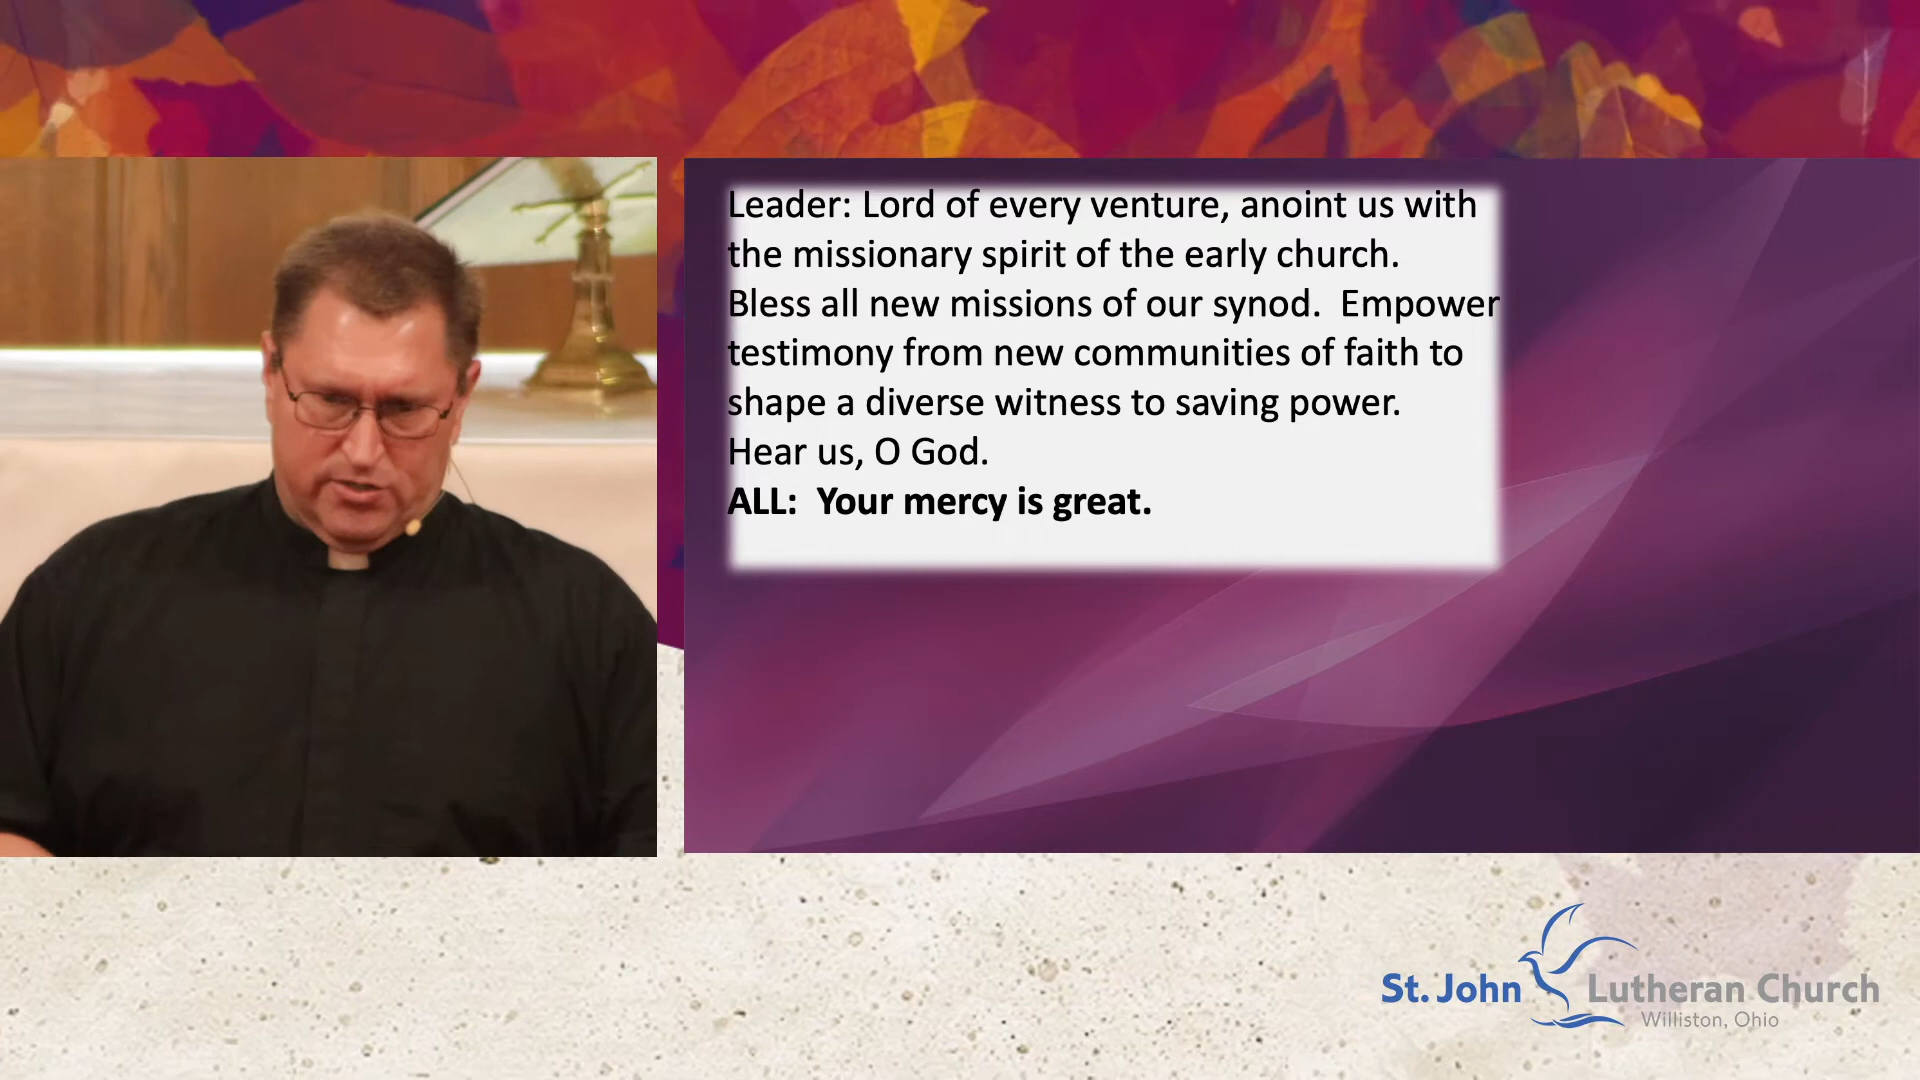 Leader: Lord of every venture, anoint us with
the missionary spirit of the early church.
Bless all new missions of our synod.  Empower
testimony from new communities of faith to
shape a diverse witness to saving power.
Hear us, O God.
ALL:  Your mercy is great.
St. John Lutheran Church
Williston, Ohio